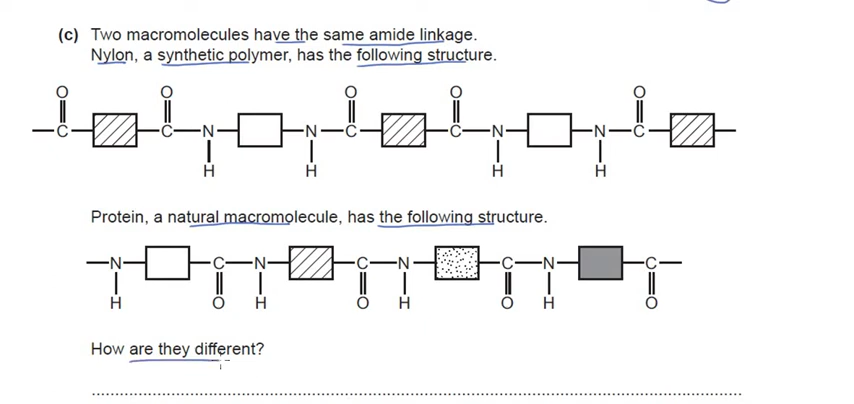 (c) Two macromolecules have the same amide linkage.
Nylon, a synthetic polymer, has the following structure.
O O O O O
C C N N C C N N C
H H H H
Protein, a natural macromolecule, has the following structure.
N C N C N C N C
H O H O H O H O
How are they different?